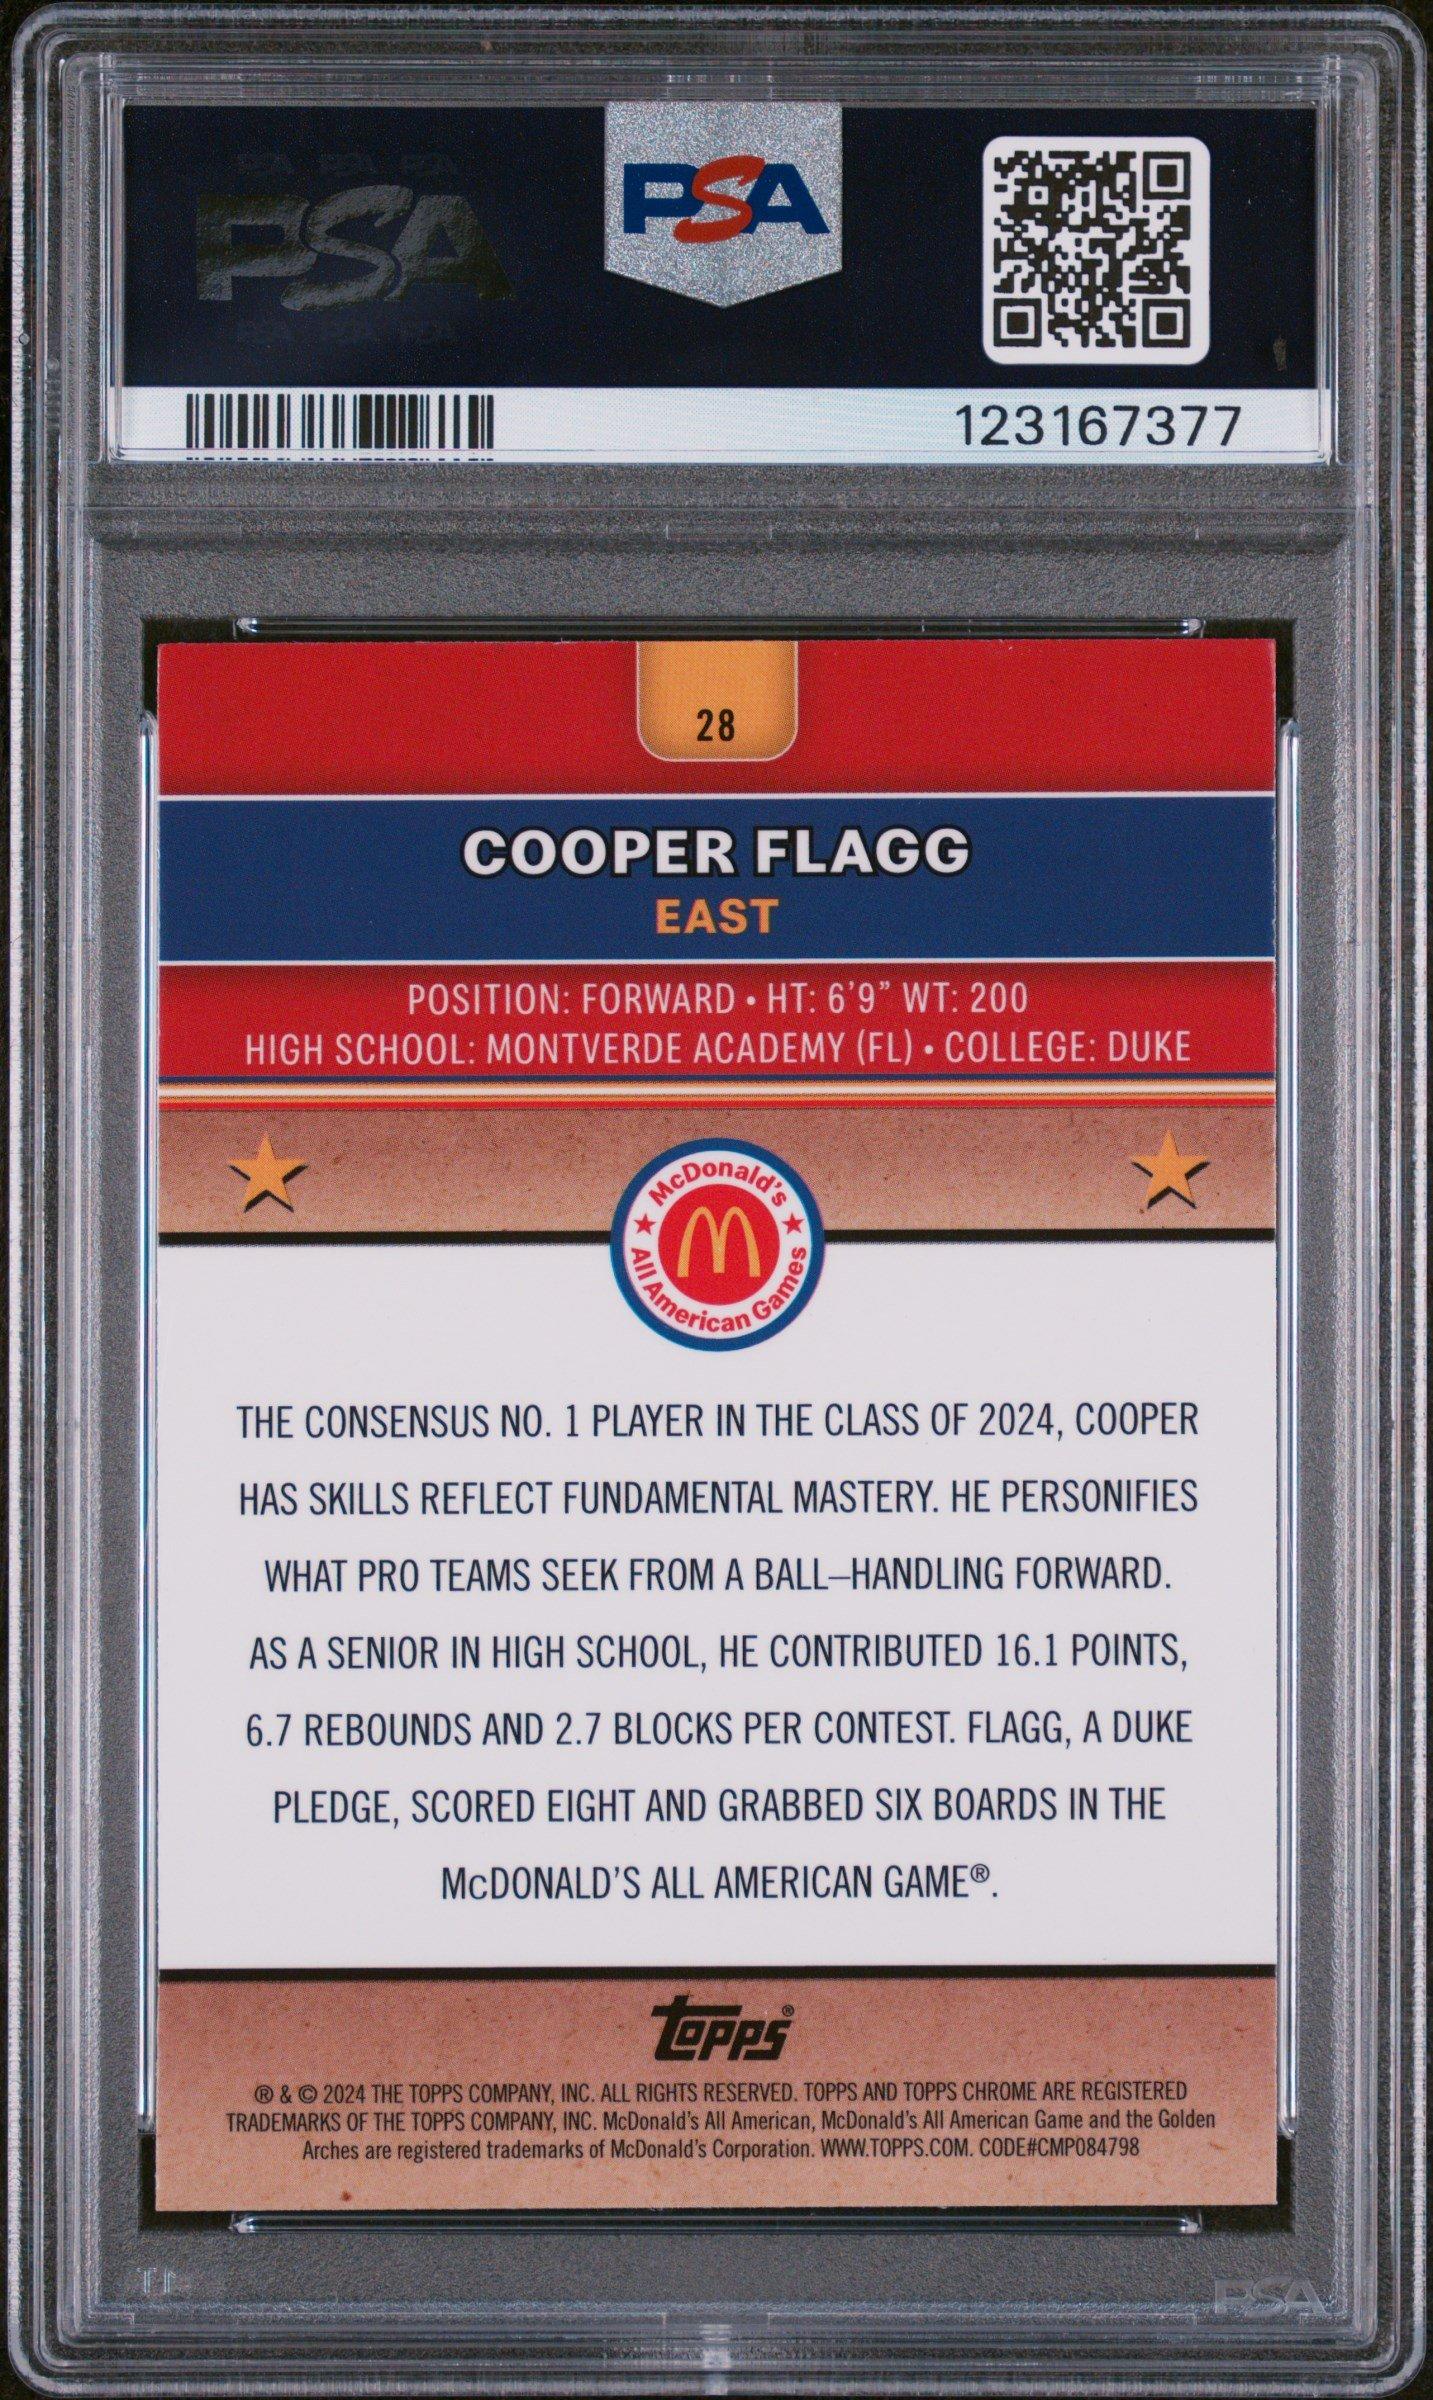 PSA
PSA
123167377
28
COOPER FLAGG
EAST
POSITION: FORWARD • HT: 6'9" WT: 200
HIGH SCHOOL: MONTVERDE ACADEMY (FL) • COLLEGE: DUKE
McDonald's
All American Games
THE CONSENSUS NO. 1 PLAYER IN THE CLASS OF 2024, COOPER
HAS SKILLS REFLECT FUNDAMENTAL MASTERY. HE PERSONIFIES
WHAT PRO TEAMS SEEK FROM A BALL–HANDLING FORWARD.
AS A SENIOR IN HIGH SCHOOL, HE CONTRIBUTED 16.1 POINTS,
6.7 REBOUNDS AND 2.7 BLOCKS PER CONTEST. FLAGG, A DUKE
PLEDGE, SCORED EIGHT AND GRABBED SIX BOARDS IN THE
McDONALD'S ALL AMERICAN GAME®.
topps®
® & © 2024 THE TOPPS COMPANY, INC. ALL RIGHTS RESERVED. TOPPS AND TOPPS CHROME ARE REGISTERED
TRADEMARKS OF THE TOPPS COMPANY, INC. McDonald's All American, McDonald's All American Game and the Golden
Arches are registered trademarks of McDonald's Corporation. WWW.TOPPS.COM. CODE#CMP084798
PSA